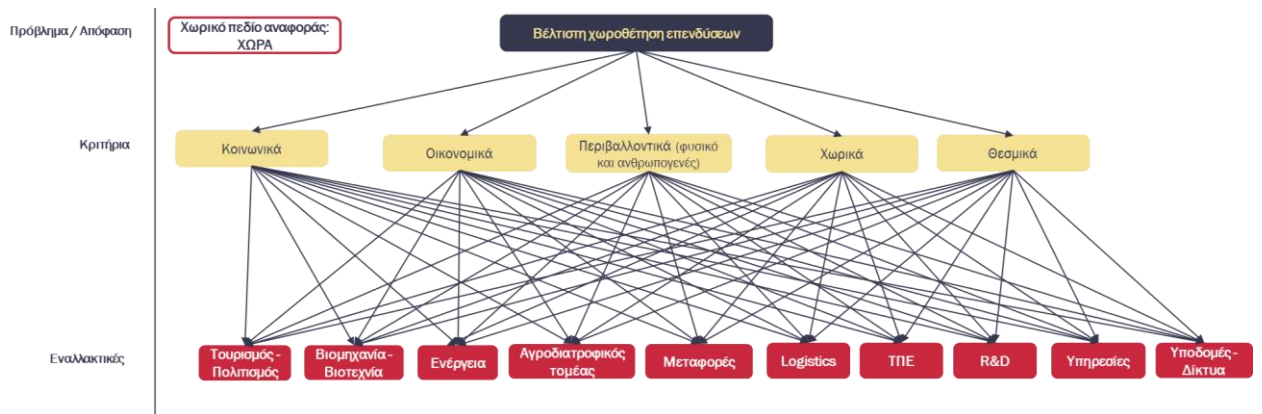 Πρόβλημα / Απόφαση
Χωρικό πεδίο αναφοράς:
ΧΩΡΑ
Βέλτιστη χωροθέτηση επενδύσεων
Κριτήρια
Κοινωνικά
Οικονομικά
Περιβαλλοντικά (φυσικό
και ανθρωπογενές)
Χωρικά
Θεσμικά
Εναλλακτικές
Τουρισμός -
Πολιτισμός
Βιομηχανία -
Βιοτεχνία
Ενέργεια
Αγροδιατροφικός
τομέας
Μεταφορές
Logistics
ΤΠΕ
R&D
Υπηρεσίες
Υποδομές -
Δίκτυα